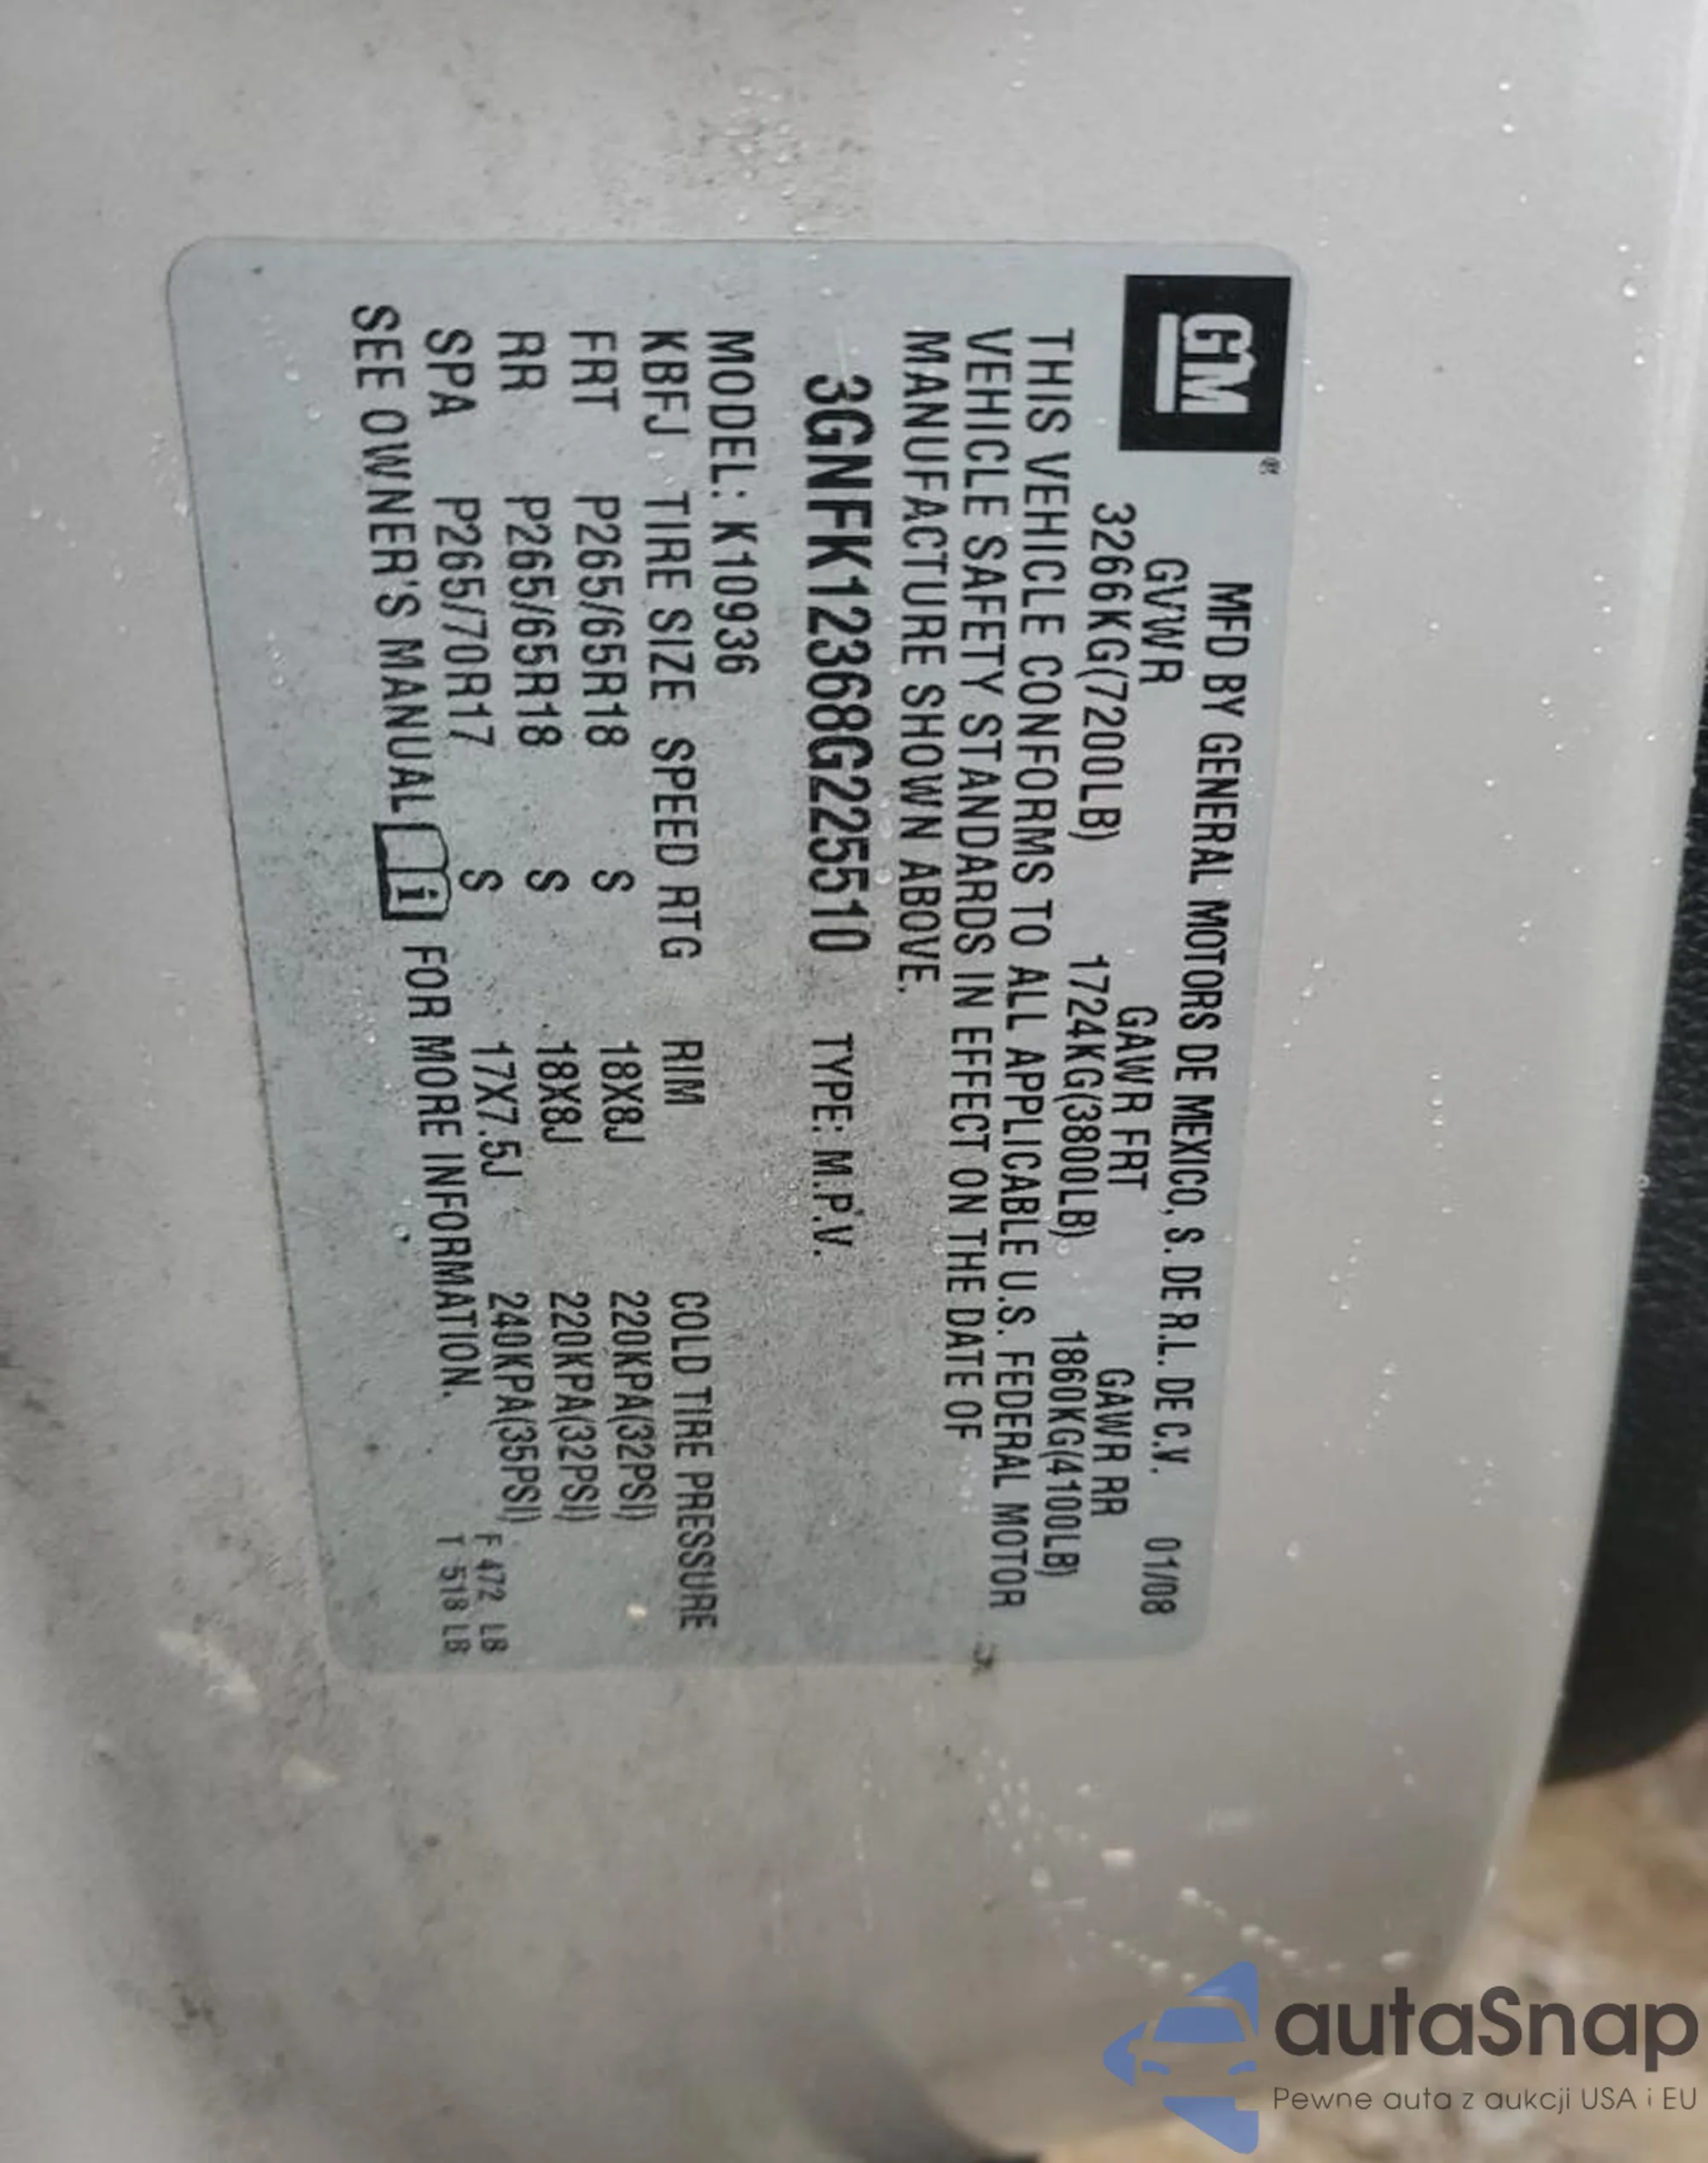 GM®
MFD BY GENERAL MOTORS DE MEXICO, S. DE R.L. DE C.V. 01/08
GVWR GAWR FRT GAWR RR
3266KG(7200LB) 1724KG(3800LB) 1860KG(4100LB)
THIS VEHICLE CONFORMS TO ALL APPLICABLE U.S. FEDERAL MOTOR
VEHICLE SAFETY STANDARDS IN EFFECT ON THE DATE OF
MANUFACTURE SHOWN ABOVE.
3GNFK12368G225510 TYPE: M.P.V.
MODEL: K10936
KBFJ TIRE SIZE SPEED RTG RIM COLD TIRE PRESSURE
FRT P265/65R18 S 18X8J 220KPA(32PSI)
RR P265/65R18 S 18X8J 220KPA(32PSI)
SPA P265/70R17 S 17X7.5J 240KPA(35PSI)
SEE OWNER'S MANUAL i FOR MORE INFORMATION.
F 472 LB
T 518 LB
autaSnap
Pewne auta z aukcji USA i EU